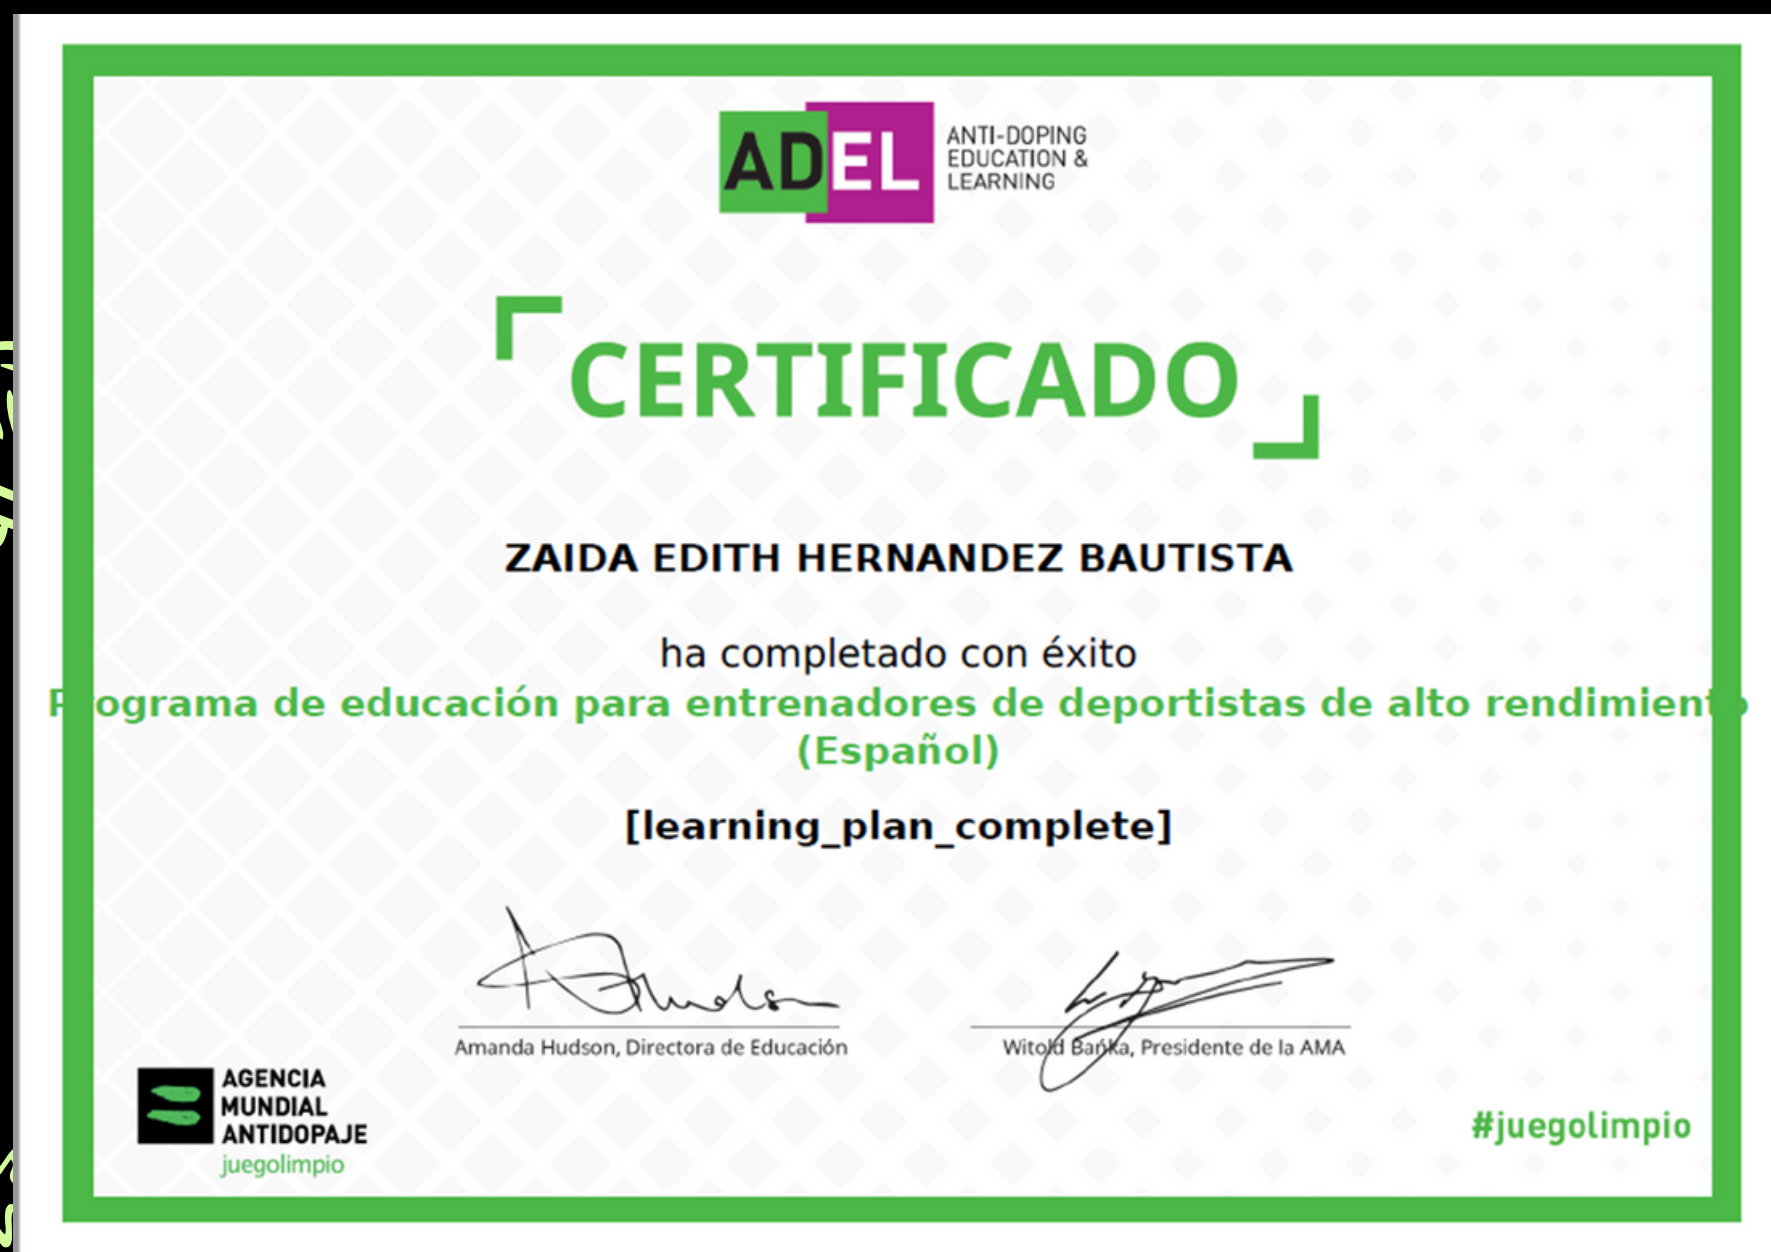 ADEL
ANTI-DOPING
EDUCATION &
LEARNING
CERTIFICADO
ZAIDA EDITH HERNANDEZ BAUTISTA
ha completado con éxito
Programa de educación para entrenadores de deportistas de alto rendimiento
(Español)
[learning_plan_complete]
Amanda Hudson, Directora de Educación
Witold Bańka, Presidente de la AMA
AGENCIA
MUNDIAL
ANTIDOPAJE
juegolimpio
#juegolimpio